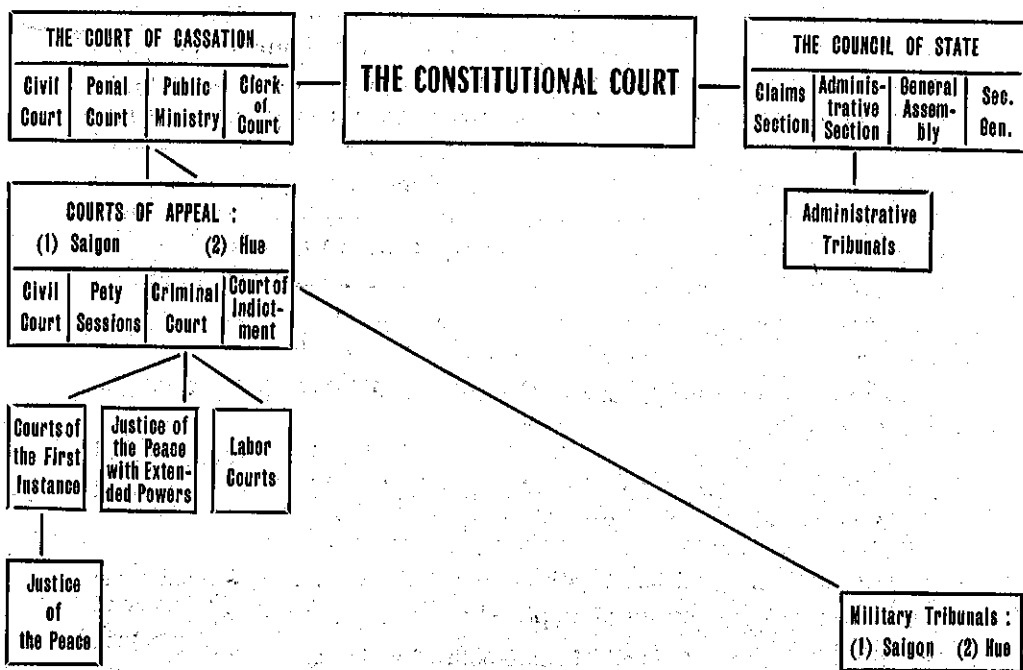 THE COURT OF CASSATION
Civil
Court
Penal
Court
Public
Ministry
Clerk
of
Court
THE CONSTITUTIONAL COURT
THE COUNCIL OF STATE
Claims
Section
Adminis-
trative
Section
General
Assem-
bly
Sec.
Gen.
COURTS OF APPEAL :
(1) Saigon (2) Hue
Civil
Court
Pety
Sessions
Criminal
Court
Court of
Indict-
ment
Administrative
Tribunals
Courts of
the First
Instance
Justice of
the Peace
with Exten-
ded Powers
Labor
Courts
Justice
of
the Peace
Military Tribunals :
(1) Saigon (2) Hue